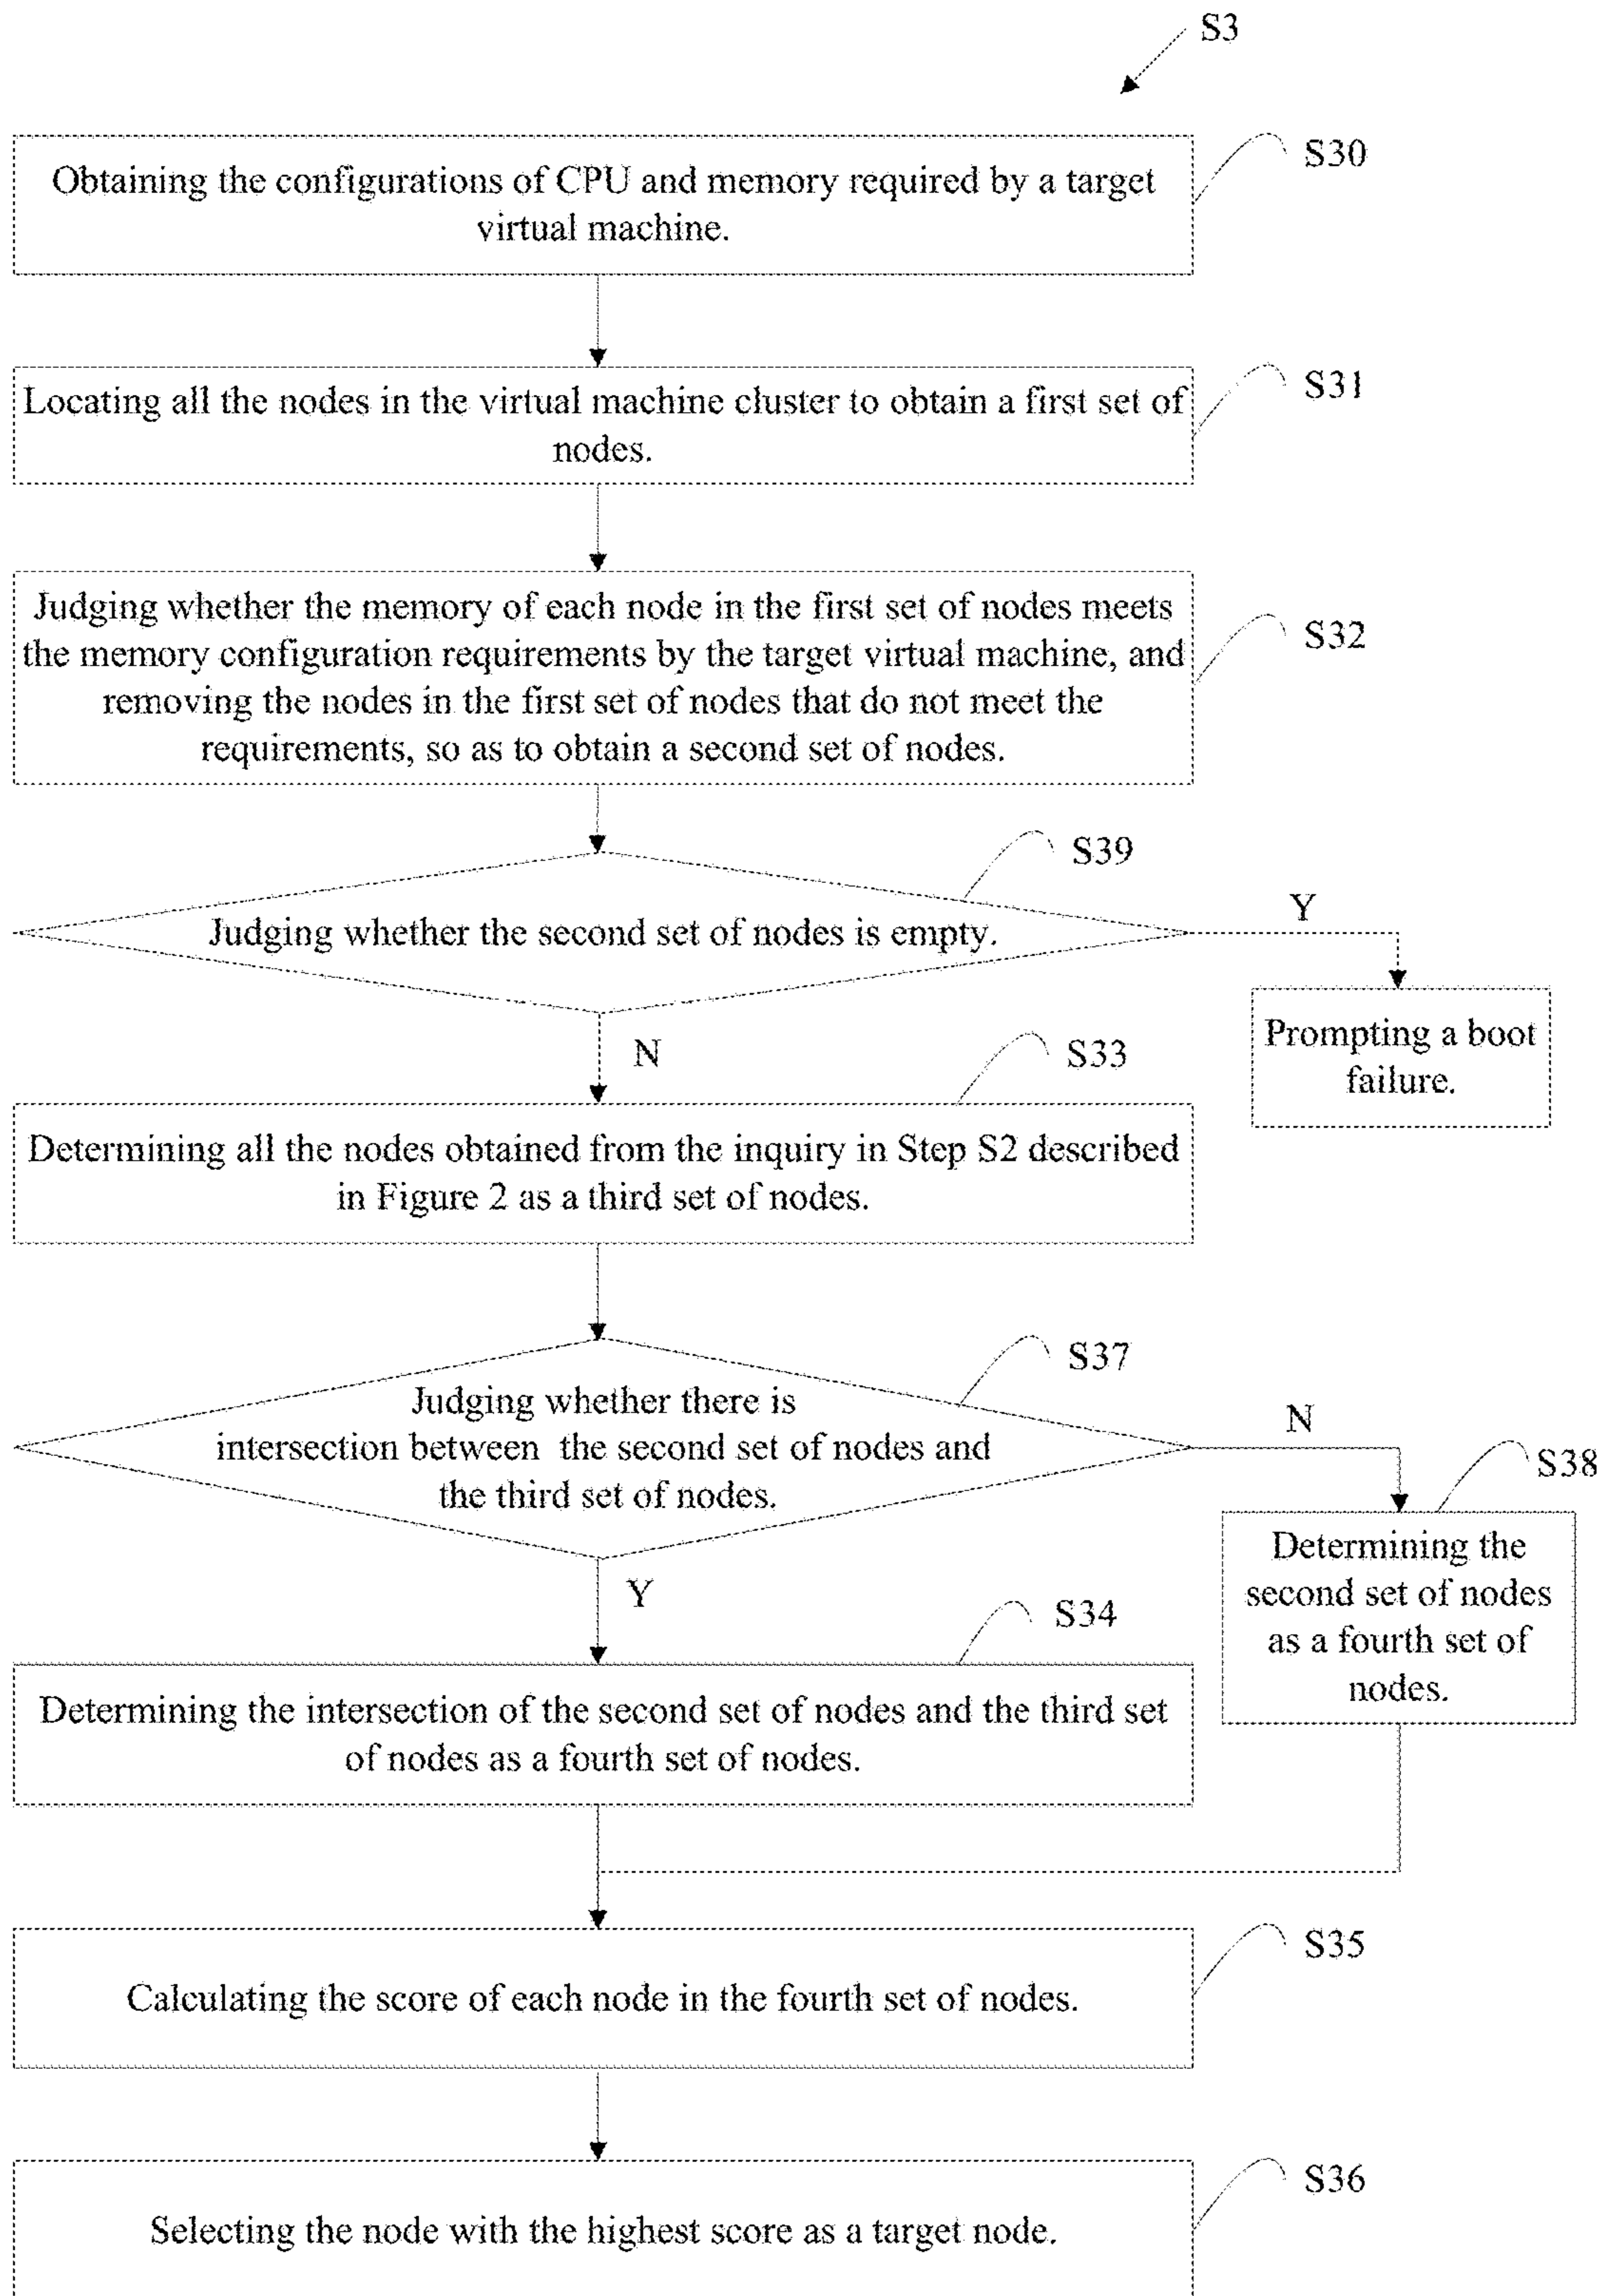 S3
S30
Obtaining the configurations of CPU and memory required by a target
virtual machine.
S31
Locating all the nodes in the virtual machine cluster to obtain a first set of
nodes.
S32
Judging whether the memory of each node in the first set of nodes meets
the memory configuration requirements by the target virtual machine, and
removing the nodes in the first set of nodes that do not meet the
requirements, so as to obtain a second set of nodes.
S39
Judging whether the second set of nodes is empty.
Y
Prompting a boot
failure.
N
S33
Determining all the nodes obtained from the inquiry in Step S2 described
in Figure 2 as a third set of nodes.
S37
Judging whether there is
intersection between the second set of nodes and
the third set of nodes.
N
S38
Determining the
second set of nodes
as a fourth set of
nodes.
Y
S34
Determining the intersection of the second set of nodes and the third set
of nodes as a fourth set of nodes.
S35
Calculating the score of each node in the fourth set of nodes.
S36
Selecting the node with the highest score as a target node.